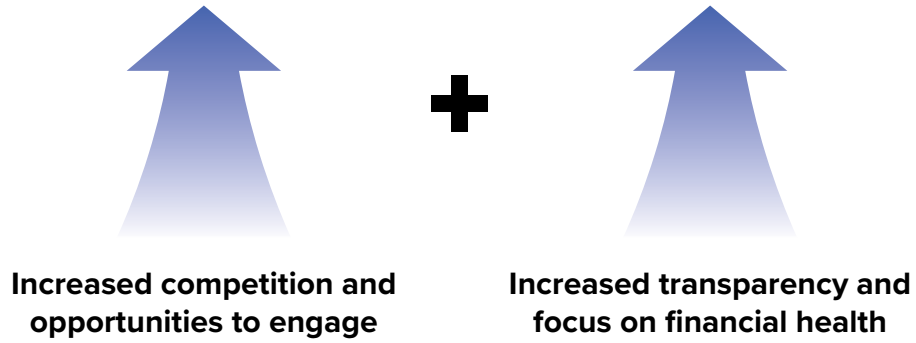 Increased competition and
opportunities to engage
Increased transparency and
focus on financial health